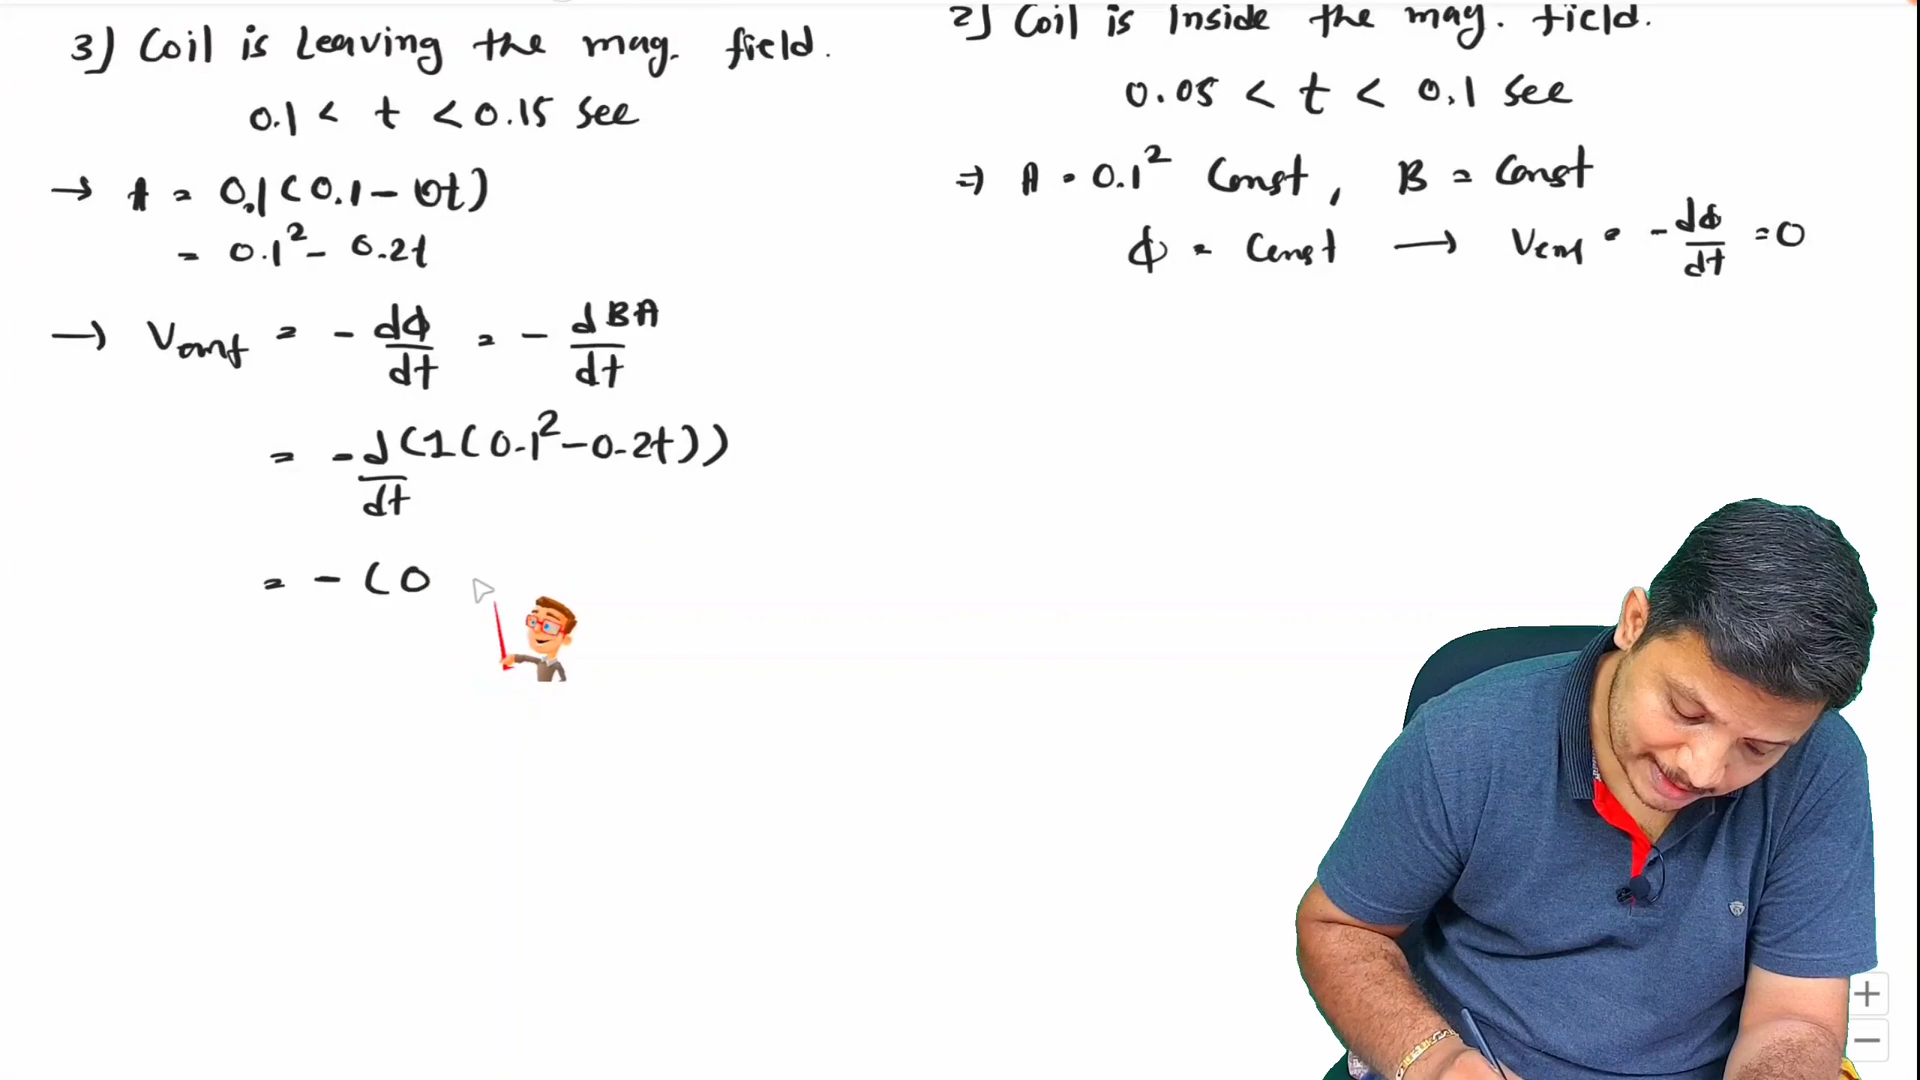 3) Coil is Leaving the mag. field.
0.1 < t < 0.15 sec
→ A = 0.1(0.1 - vt)
= 0.1² - 0.2t
→ Vemf = - dΦ/dt = - dBA/dt
= - d/dt (1(0.1² - 0.2t))
= - (0
2) Coil is Inside the mag. field.
0.05 < t < 0.1 sec
⇒ A = 0.1² Const, B = Const
Φ = Const → Vemf = - dΦ/dt = 0